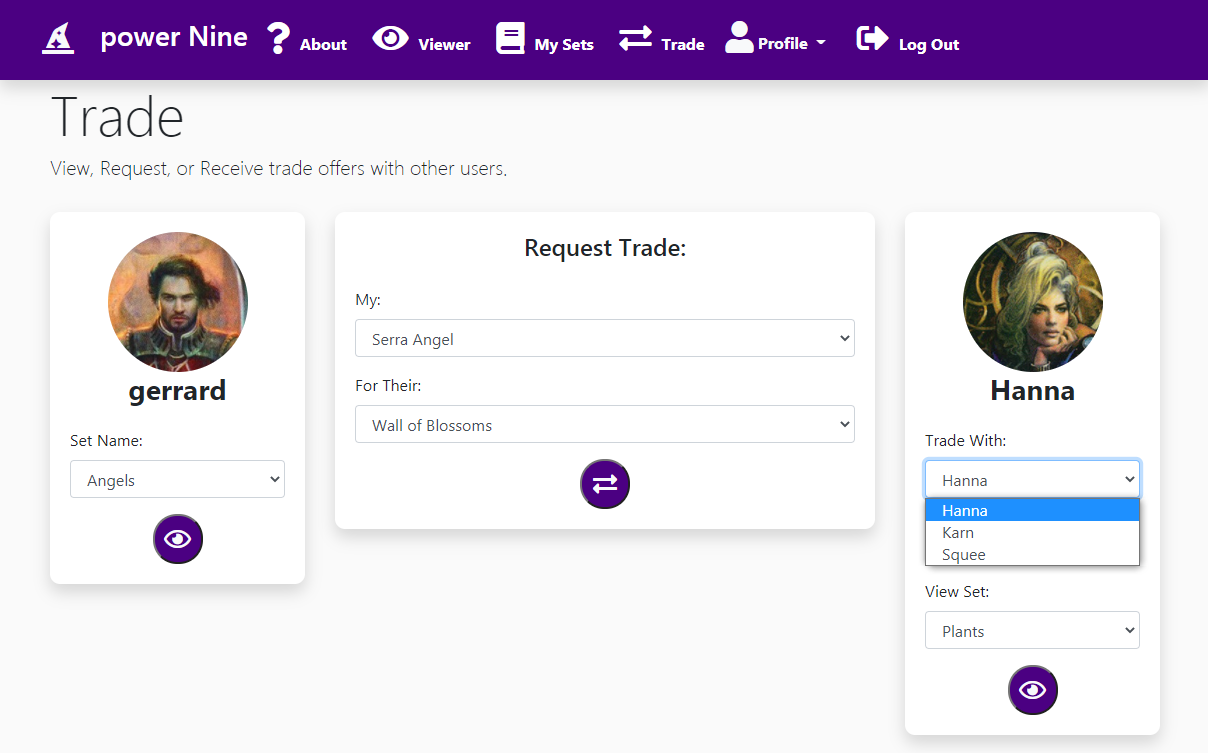 power Nine
About
Viewer
My Sets
Trade
Profile
Log Out
Trade
View, Request, or Receive trade offers with other users.
gerrard
Set Name:
Angels
Request Trade:
My:
Serra Angel
For Their:
Wall of Blossoms
Hanna
Trade With:
Hanna
Hanna
Karn
Squee
View Set:
Plants